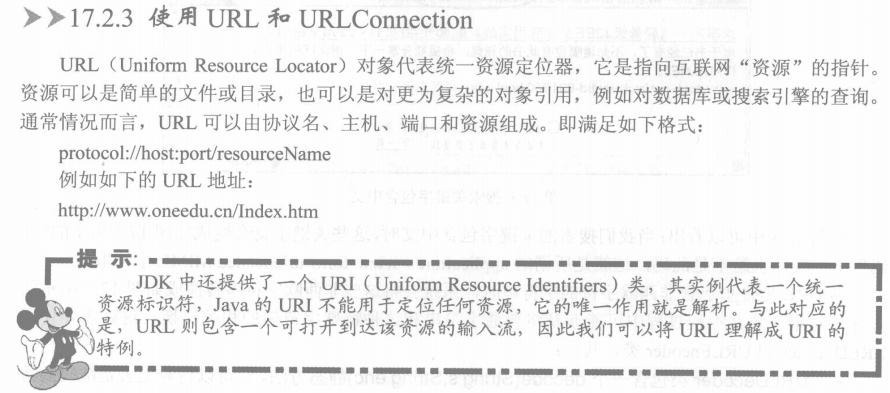 17.2.3 使用 URL 和 URLConnection
URL（Uniform Resource Locator）对象代表统一资源定位器，它是指向互联网“资源”的指针。
资源可以是简单的文件或目录，也可以是对更为复杂的对象引用，例如对数据库或搜索引擎的查询。
通常情况而言，URL 可以由协议名、主机、端口和资源组成。即满足如下格式：
protocol://host:port/resourceName
例如如下的 URL 地址：
http://www.oneedu.cn/Index.htm
提 示:
JDK 中还提供了一个 URI（Uniform Resource Identifiers）类，其实例代表一个统一
资源标识符，Java 的 URI 不能用于定位任何资源，它的唯一作用就是解析。与此对应的
是，URL 则包含一个可打开到达该资源的输入流，因此我们可以将 URL 理解成 URI 的
特例。